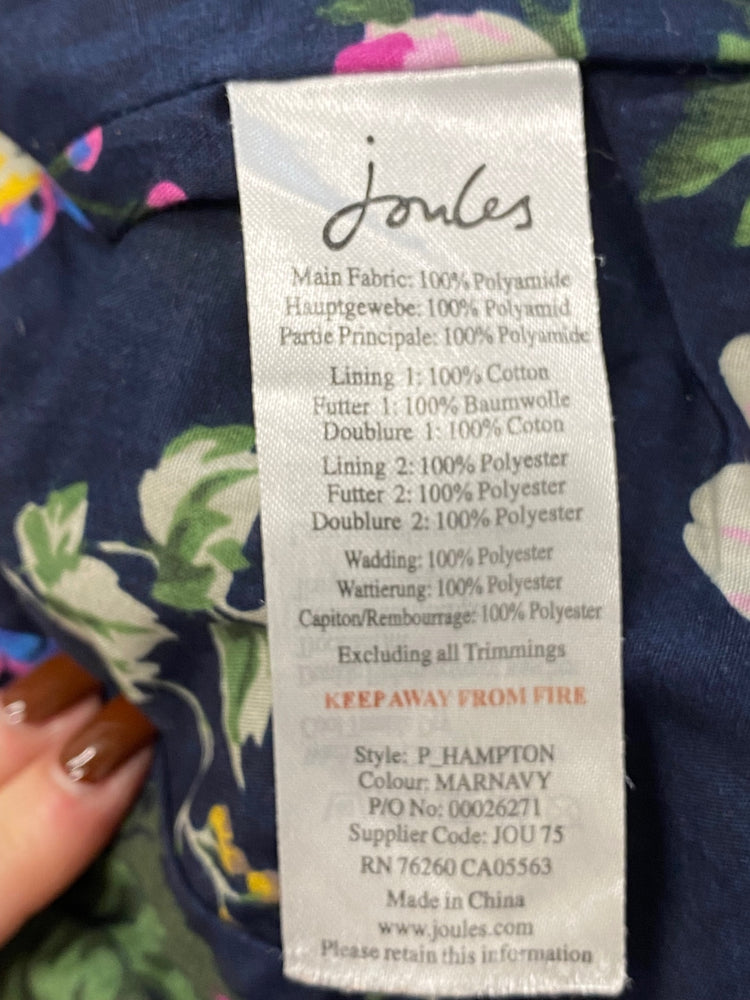 Joules
Main Fabric: 100% Polyamide
Hauptgewebe: 100% Polyamid
Partie Principale: 100% Polyamide
Lining 1: 100% Cotton
Futter 1: 100% Baumwolle
Doublure 1: 100% Coton
Lining 2: 100% Polyester
Futter 2: 100% Polyester
Doublure 2: 100% Polyester
Wadding: 100% Polyester
Wattierung: 100% Polyester
Capiton/Rembourrage: 100% Polyester
Excluding all Trimmings
KEEP AWAY FROM FIRE
Style: P_HAMPTON
Colour: MARNAVY
P/O No: 00026271
Supplier Code: JOU 75
RN 76260 CA05563
Made in China
www.joules.com
Please retain this information